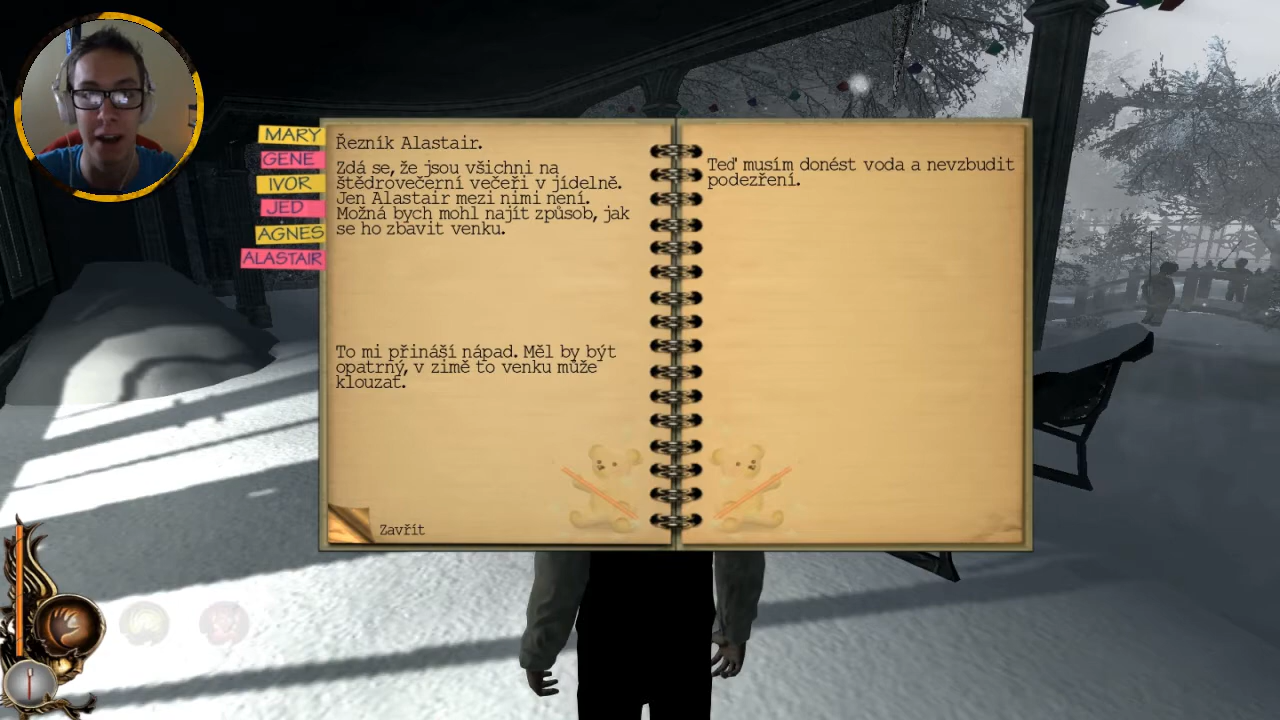 MARY
GENE
IVOR
JED
AGNES
ALASTAIR
Řezník Alastair.
Zdá se, že jsou všichni na
štědrovečerní večeři v jídelně.
Jen Alastair mezi nimi není.
Možná bych mohl najít způsob, jak
se ho zbavit venku.
To mi přináší nápad. Měl by být
opatrný, v zimě to venku může
klouzat.
Zavřít
Teď musím donést voda a nevzbudit
podezření.